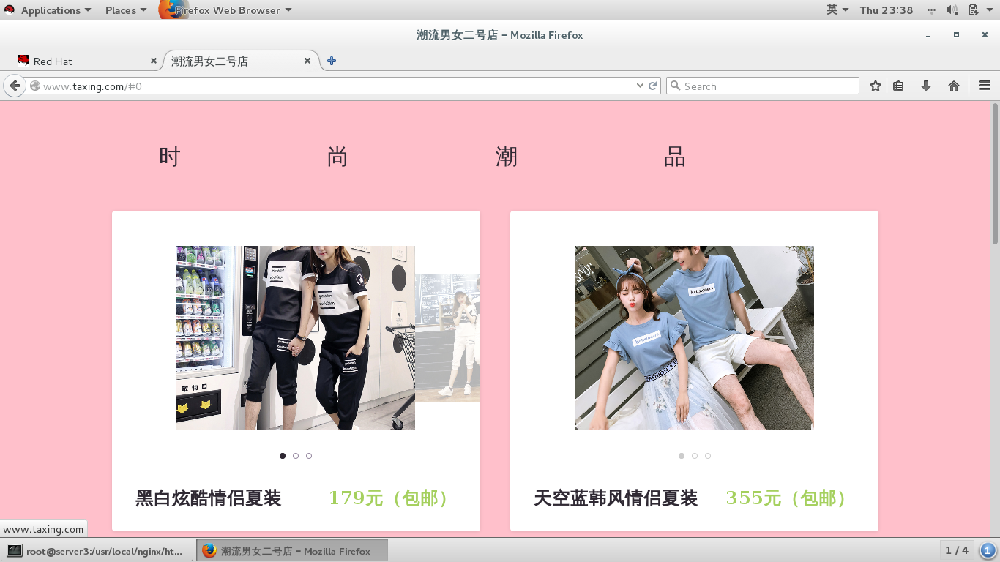 Applications Places Firefox Web Browser 英 Thu 23:38
潮流男女二号店 - Mozilla Firefox
Red Hat 潮流男女二号店
www.taxing.com/#0 Search
时 尚 潮 品
黑白炫酷情侣夏装 179元（包邮） 天空蓝韩风情侣夏装 355元（包邮）
www.taxing.com
root@server3:/usr/local/nginx/ht... 潮流男女二号店 - Mozilla Firefox 1 / 4 1